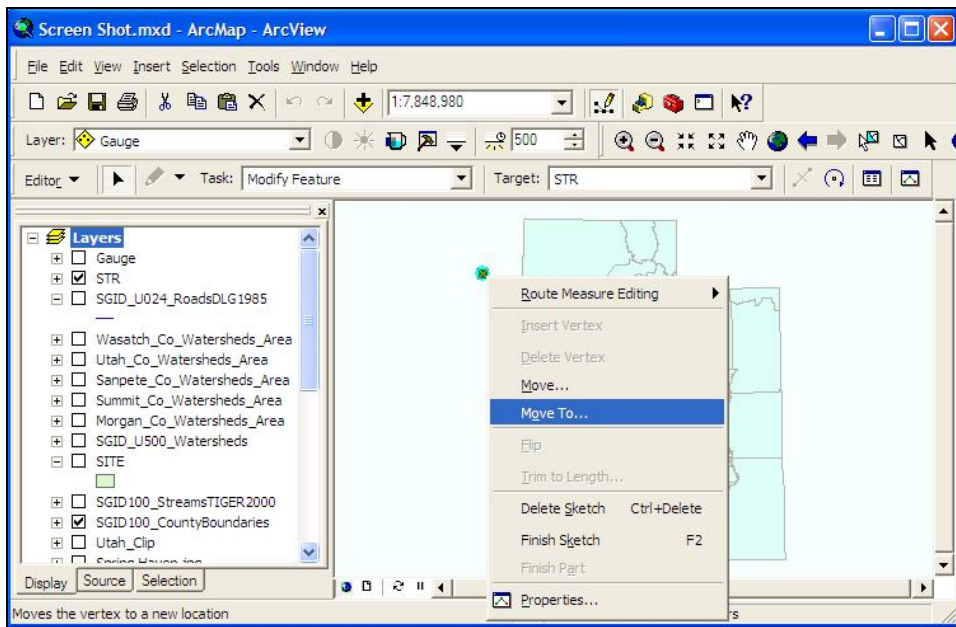 Screen Shot.mxd - ArcMap - ArcView
File Edit View Insert Selection Tools Window Help
1:7,848,980
Layer: Gauge 500
Editor Task: Modify Feature Target: STR
Layers
Gauge
STR
SGID_U024_RoadsDLG1985
Wasatch_Co_Watersheds_Area
Utah_Co_Watersheds_Area
Sanpete_Co_Watersheds_Area
Summit_Co_Watersheds_Area
Morgan_Co_Watersheds_Area
SGID_U500_Watersheds
SITE
SGID100_StreamsTIGER2000
SGID100_CountyBoundaries
Utah_Clip
Display Source Selection
Route Measure Editing
Insert Vertex
Delete Vertex
Move...
Move To...
Flip
Trim to Length...
Delete Sketch Ctrl+Delete
Finish Sketch F2
Finish Part
Properties...
Moves the vertex to a new location